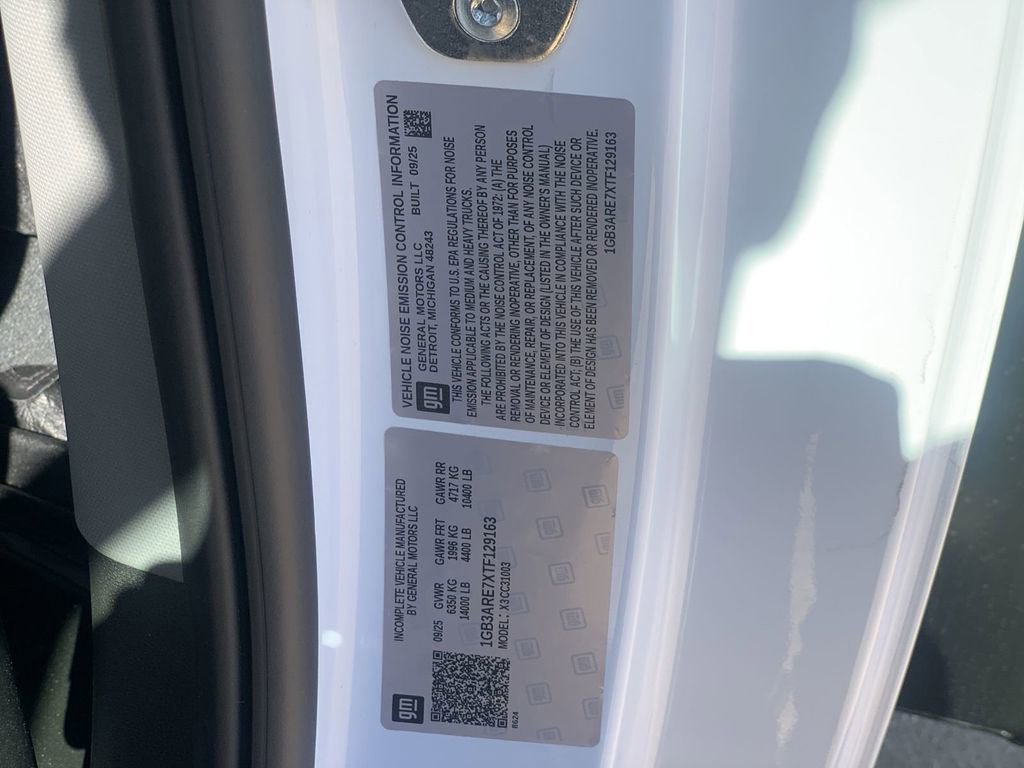 VEHICLE NOISE EMISSION CONTROL INFORMATION
gm
GENERAL MOTORS LLC BUILT 09/25
DETROIT, MICHIGAN 48243
THIS VEHICLE CONFORMS TO U.S. EPA REGULATIONS FOR NOISE
EMISSION APPLICABLE TO MEDIUM AND HEAVY TRUCKS.
THE FOLLOWING ACTS OR THE CAUSING THEREOF BY ANY PERSON
ARE PROHIBITED BY THE NOISE CONTROL ACT OF 1972: (A) THE
REMOVAL OR RENDERING INOPERATIVE, OTHER THAN FOR PURPOSES
OF MAINTENANCE, REPAIR, OR REPLACEMENT, OF ANY NOISE CONTROL
DEVICE OR ELEMENT OF DESIGN (LISTED IN THE OWNER'S MANUAL)
INCORPORATED INTO THIS VEHICLE IN COMPLIANCE WITH THE NOISE
CONTROL ACT; (B) THE USE OF THIS VEHICLE AFTER SUCH DEVICE OR
ELEMENT OF DESIGN HAS BEEN REMOVED OR RENDERED INOPERATIVE.
1GB3ARE7XTF129163
gm
INCOMPLETE VEHICLE MANUFACTURED
BY GENERAL MOTORS LLC
09/25 GVWR GAWR FRT GAWR RR
6350 KG 1996 KG 4717 KG
14000 LB 4400 LB 10400 LB
1GB3ARE7XTF129163
MODEL: X3CC31003
R624